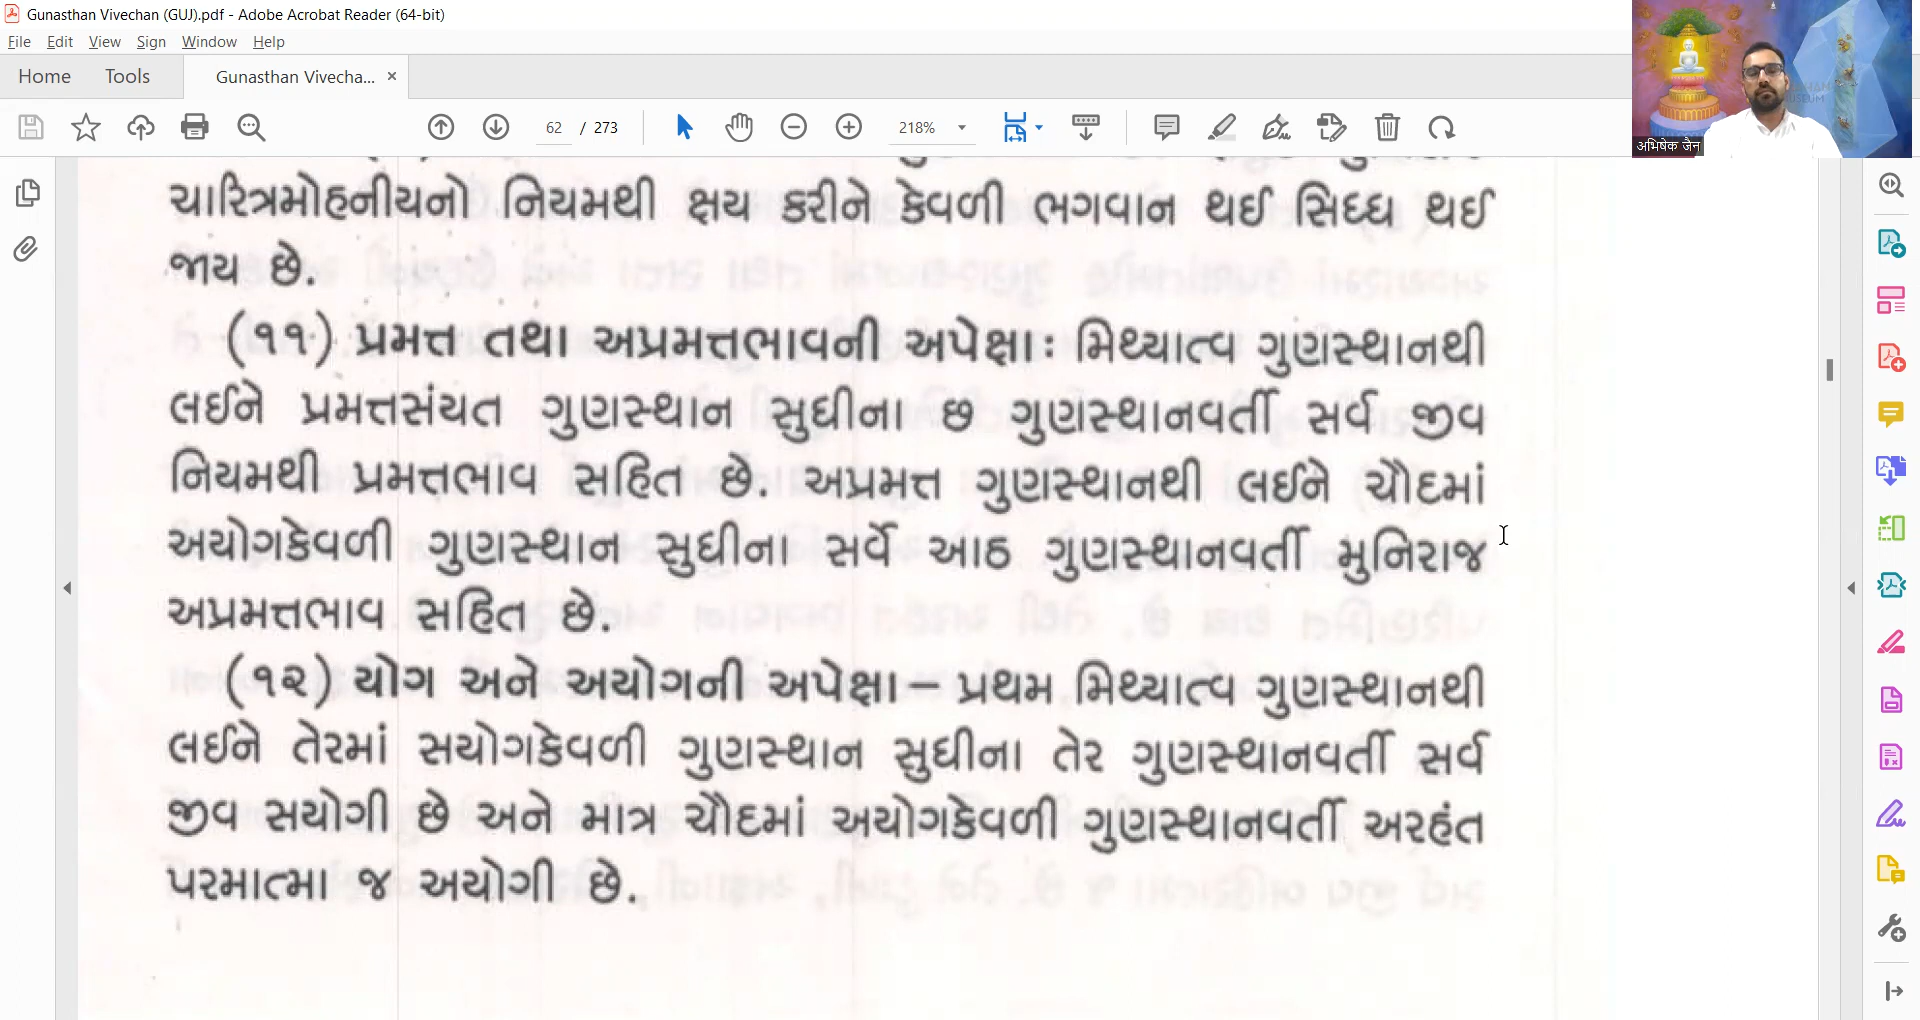 Gunasthan Vivechan (GUJ).pdf - Adobe Acrobat Reader (64-bit)
File Edit View Sign Window Help
Home Tools Gunasthan Vivecha... ×
62 / 273 218%
अभिषेक जैन
ચારિત્રમોહનીયનો નિયમથી ક્ષય કરીને કેવળી ભગવાન થઈ સિધ્ધ થઈ
જાય છે.
(૧૧) પ્રમત્ત તથા અપ્રમત્તભાવની અપેક્ષાઃ મિથ્યાત્વ ગુણસ્થાનથી
લઈને પ્રમત્તસંયત ગુણસ્થાન સુધીના છ ગુણસ્થાનવર્તી સર્વ જીવ
નિયમથી પ્રમત્તભાવ સહિત છે. અપ્રમત્ત ગુણસ્થાનથી લઈને ચૌદમાં
અયોગકેવળી ગુણસ્થાન સુધીના સર્વે આઠ ગુણસ્થાનવર્તી મુનિરાજ
અપ્રમત્તભાવ સહિત છે.
(૧૨) યોગ અને અયોગની અપેક્ષા – પ્રથમ મિથ્યાત્વ ગુણસ્થાનથી
લઈને તેરમાં સયોગકેવળી ગુણસ્થાન સુધીના તેર ગુણસ્થાનવર્તી સર્વ
જીવ સયોગી છે અને માત્ર ચૌદમાં અયોગકેવળી ગુણસ્થાનવર્તી અરહંત
પરમાત્મા જ અયોગી છે.